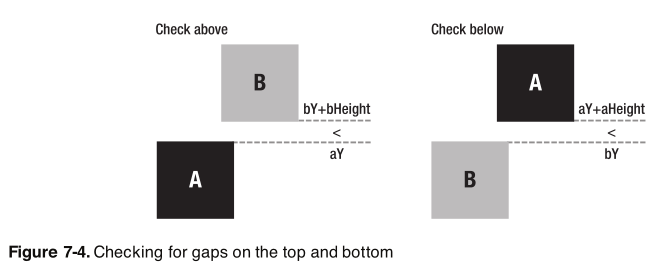 Check above
Check below
B
A
bY+bHeight
aY+aHeight
<
<
aY
bY
A
B
Figure 7-4. Checking for gaps on the top and bottom